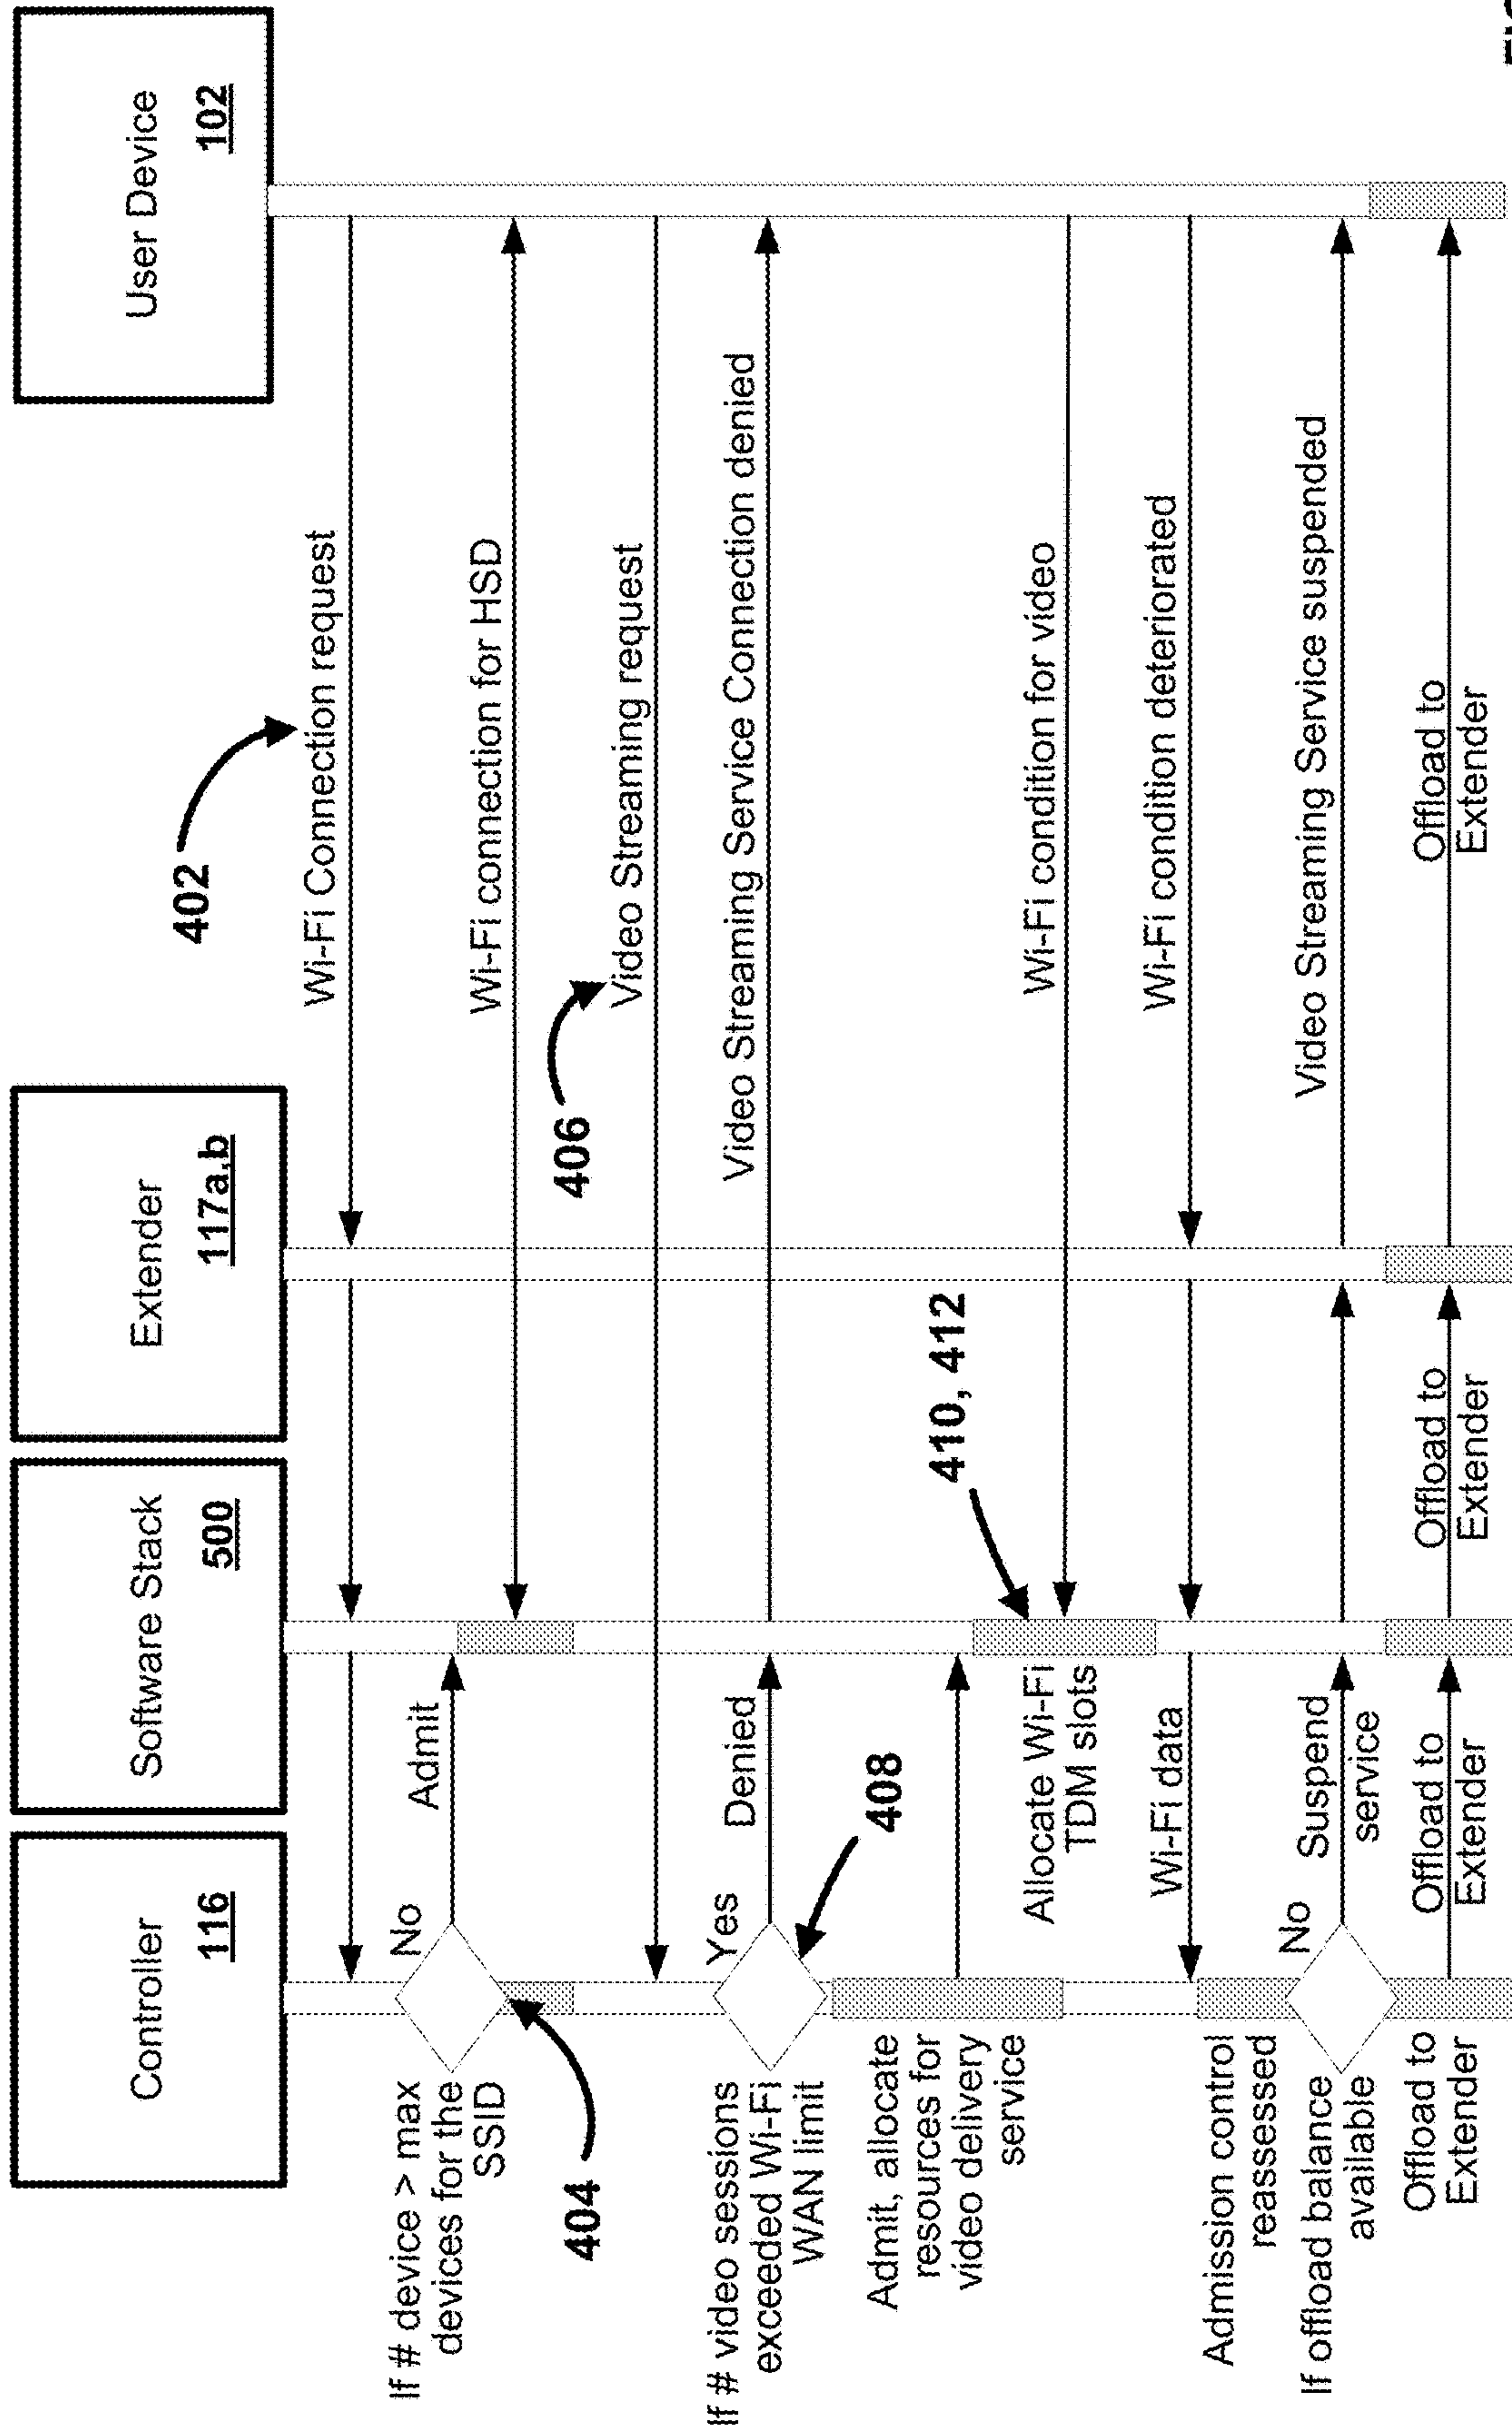 Controller
116
Software Stack
500
Extender
117a,b
User Device
102
402
Wi-Fi Connection request
If # device > max
devices for the
SSID
No
Admit
404
Wi-Fi connection for HSD
406
Video Streaming request
If # video sessions
exceeded Wi-Fi
WAN limit
Yes
Denied
Video Streaming Service Connection denied
408
Admit, allocate
resources for
video delivery
service
410, 412
Allocate Wi-Fi
TDM slots
Wi-Fi condition for video
Wi-Fi data
Wi-Fi condition deteriorated
Admission control
reassessed
If offload balance
available
No
Suspend
service
Video Streaming Service suspended
Offload to
Extender
Offload to
Extender
Offload to
Extender
Offload to
Extender